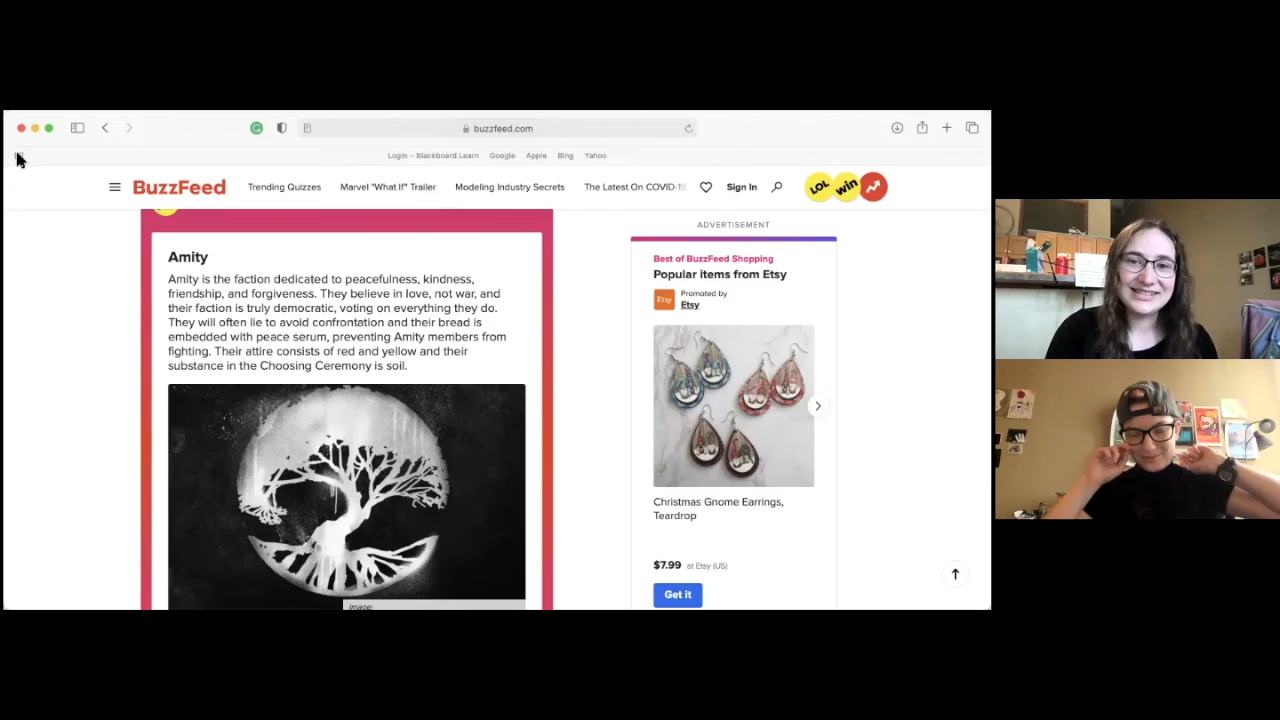 buzzfeed.com
Login – Blackboard Learn Google Apple Bing Yahoo
BuzzFeed Trending Quizzes Marvel "What If" Trailer Modeling Industry Secrets The Latest On COVID-19 Sign In LOL win
ADVERTISEMENT
Amity
Amity is the faction dedicated to peacefulness, kindness,
friendship, and forgiveness. They believe in love, not war, and
their faction is truly democratic, voting on everything they do.
They will often lie to avoid confrontation and their bread is
embedded with peace serum, preventing Amity members from
fighting. Their attire consists of red and yellow and their
substance in the Choosing Ceremony is soil.
Image:
Best of BuzzFeed Shopping
Popular items from Etsy
Etsy
Promoted by
Etsy
Christmas Gnome Earrings,
Teardrop
$7.99 at Etsy (US)
Get it